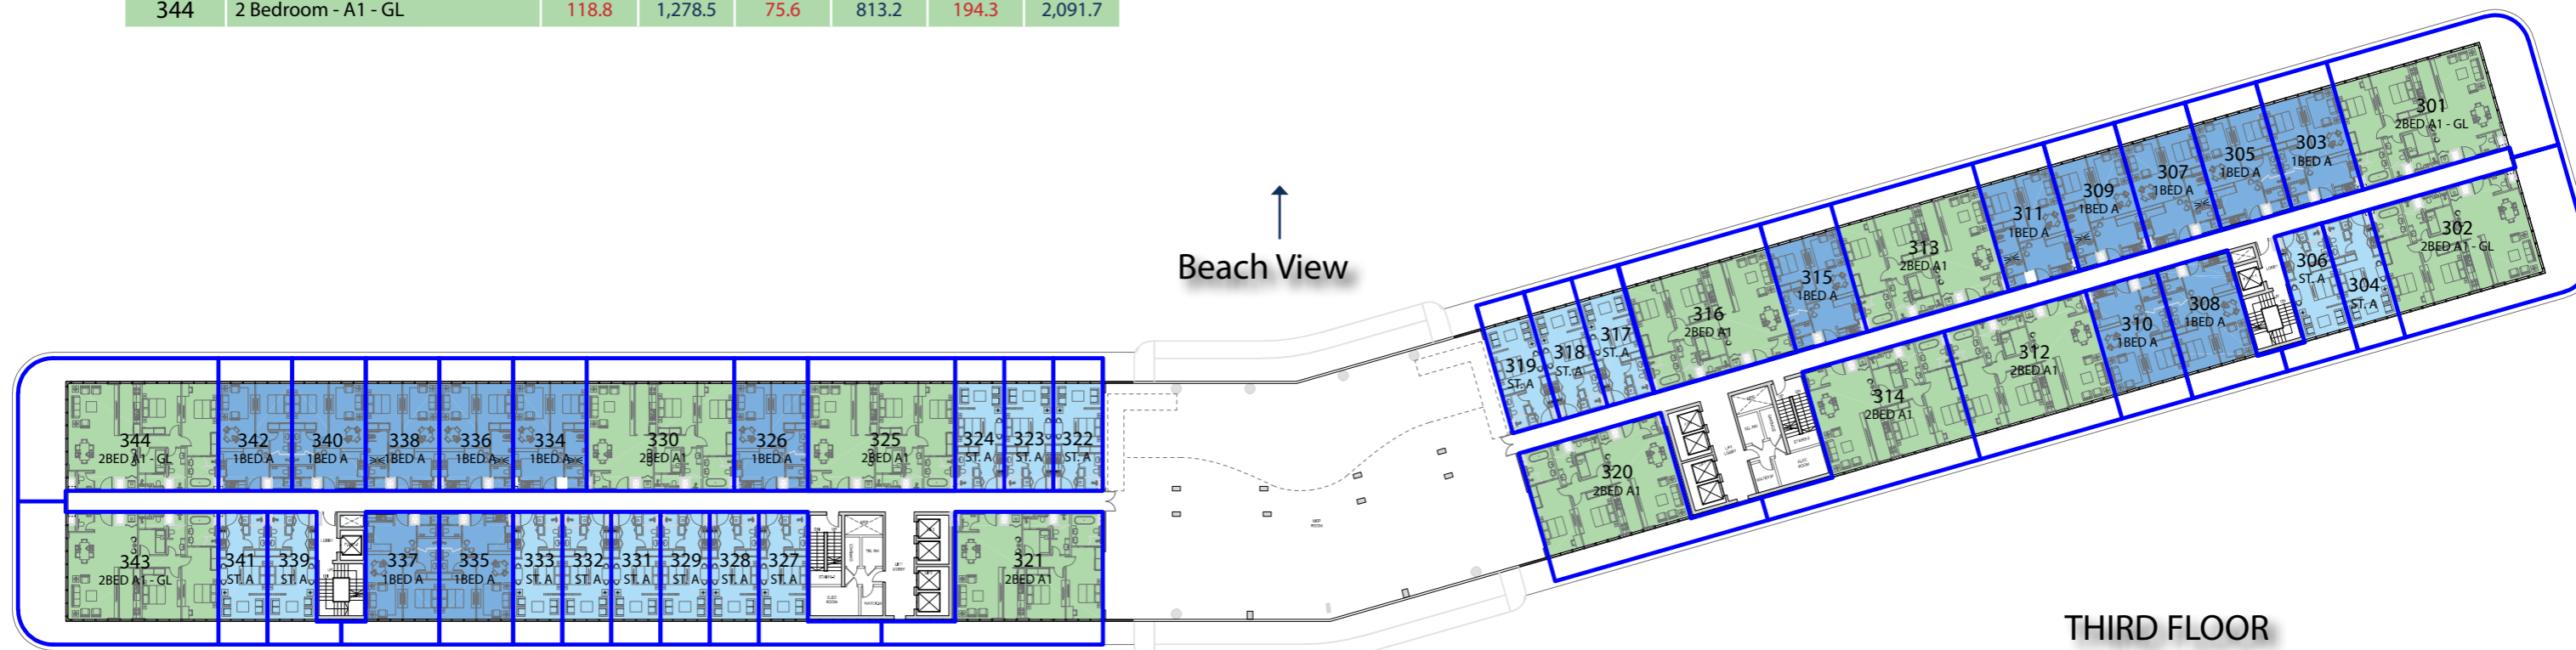 344 2 Bedroom - A1 - GL 118.8 1,278.5 75.6 813.2 194.3 2,091.7
Beach View
301
2BED A1 - GL
303
1BED A
305
1BED A
307
1BED A
309
1BED A
311
1BED A
313
2BED A1
315
1BED A
316
2BED A1
317
ST. A
318
ST. A
319
ST. A
302
2BED A1 - GL
304
ST. A
306
ST. A
308
1BED A
310
1BED A
312
2BED A1
314
2BED A1
320
2BED A1
344
2BED A1 - GL
342
1BED A
340
1BED A
338
1BED A
336
1BED A
334
1BED A
330
2BED A1
326
1BED A
325
2BED A1
324
ST. A
323
ST. A
322
ST. A
343
2BED A1 - GL
341
ST. A
339
ST. A
337
1BED A
335
1BED A
333
ST. A
332
ST. A
331
ST. A
329
ST. A
328
ST. A
327
ST. A
321
2BED A1
THIRD FLOOR